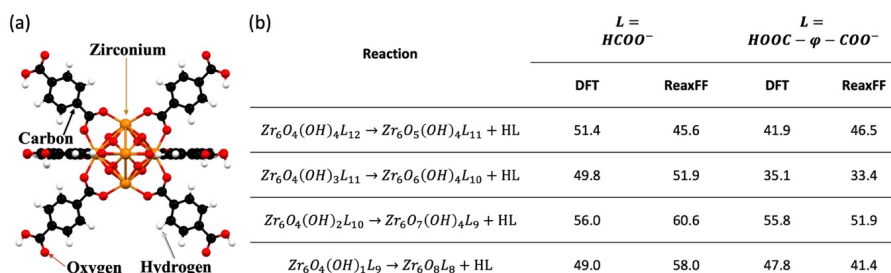 (a)
Zirconium
Carbon
Oxygen
Hydrogen
(b)
Reaction
L =
HCOO⁻
L =
HOOC − φ − COO⁻
DFT ReaxFF DFT ReaxFF
Zr₆O₄(OH)₄L₁₂ → Zr₆O₅(OH)₄L₁₁ + HL 51.4 45.6 41.9 46.5
Zr₆O₄(OH)₃L₁₁ → Zr₆O₆(OH)₄L₁₀ + HL 49.8 51.9 35.1 33.4
Zr₆O₄(OH)₂L₁₀ → Zr₆O₇(OH)₄L₉ + HL 56.0 60.6 55.8 51.9
Zr₆O₄(OH)₁L₉ → Zr₆O₈L₈ + HL 49.0 58.0 47.8 41.4